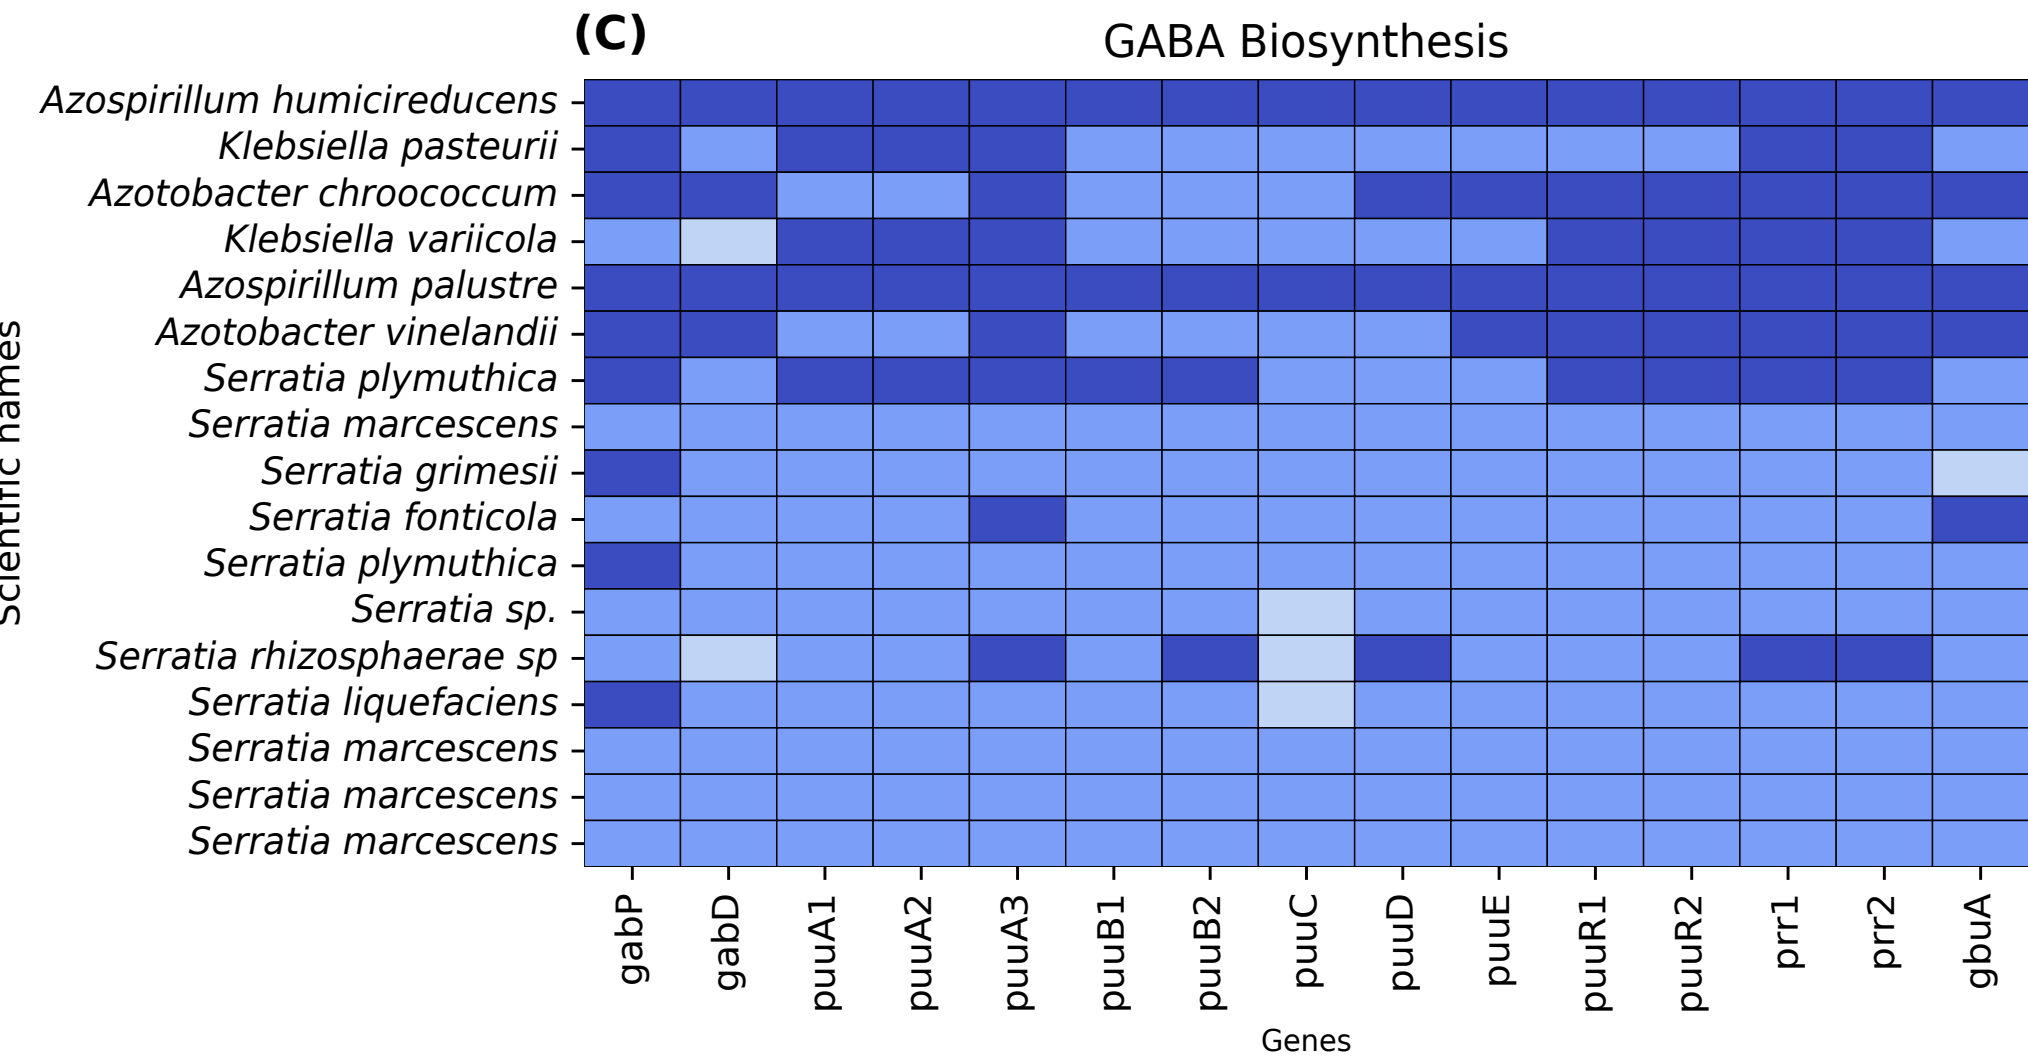 (C)
GABA Biosynthesis
Scientific names
Azospirillum humicireducens
Klebsiella pasteurii
Azotobacter chroococcum
Klebsiella variicola
Azospirillum palustre
Azotobacter vinelandii
Serratia plymuthica
Serratia marcescens
Serratia grimesii
Serratia fonticola
Serratia plymuthica
Serratia sp.
Serratia rhizosphaerae sp
Serratia liquefaciens
Serratia marcescens
Serratia marcescens
Serratia marcescens
gabP
gabD
puuA1
puuA2
puuA3
puuB1
puuB2
puuC
puuD
puuE
puuR1
puuR2
prr1
prr2
gbuA
Genes